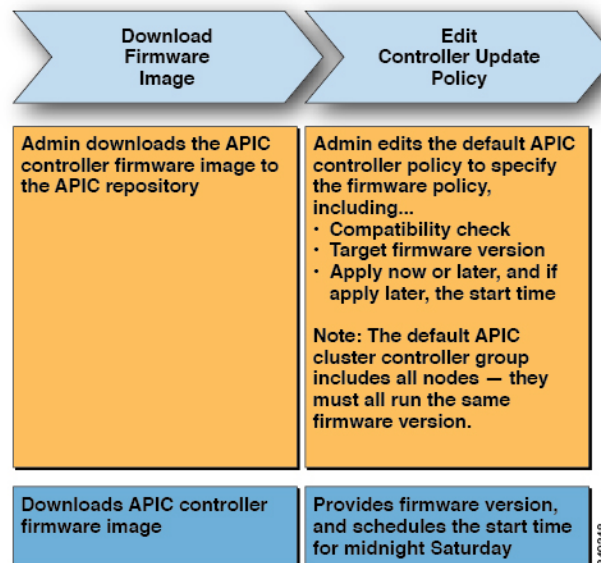 Download
Firmware
Image
Edit
Controller Update
Policy
Admin downloads the APIC
controller firmware image to
the APIC repository
Admin edits the default APIC
controller policy to specify
the firmware policy,
including...
· Compatibility check
· Target firmware version
· Apply now or later, and if
apply later, the start time
Note: The default APIC
cluster controller group
includes all nodes — they
must all run the same
firmware version.
Downloads APIC controller
firmware image
Provides firmware version,
and schedules the start time
for midnight Saturday